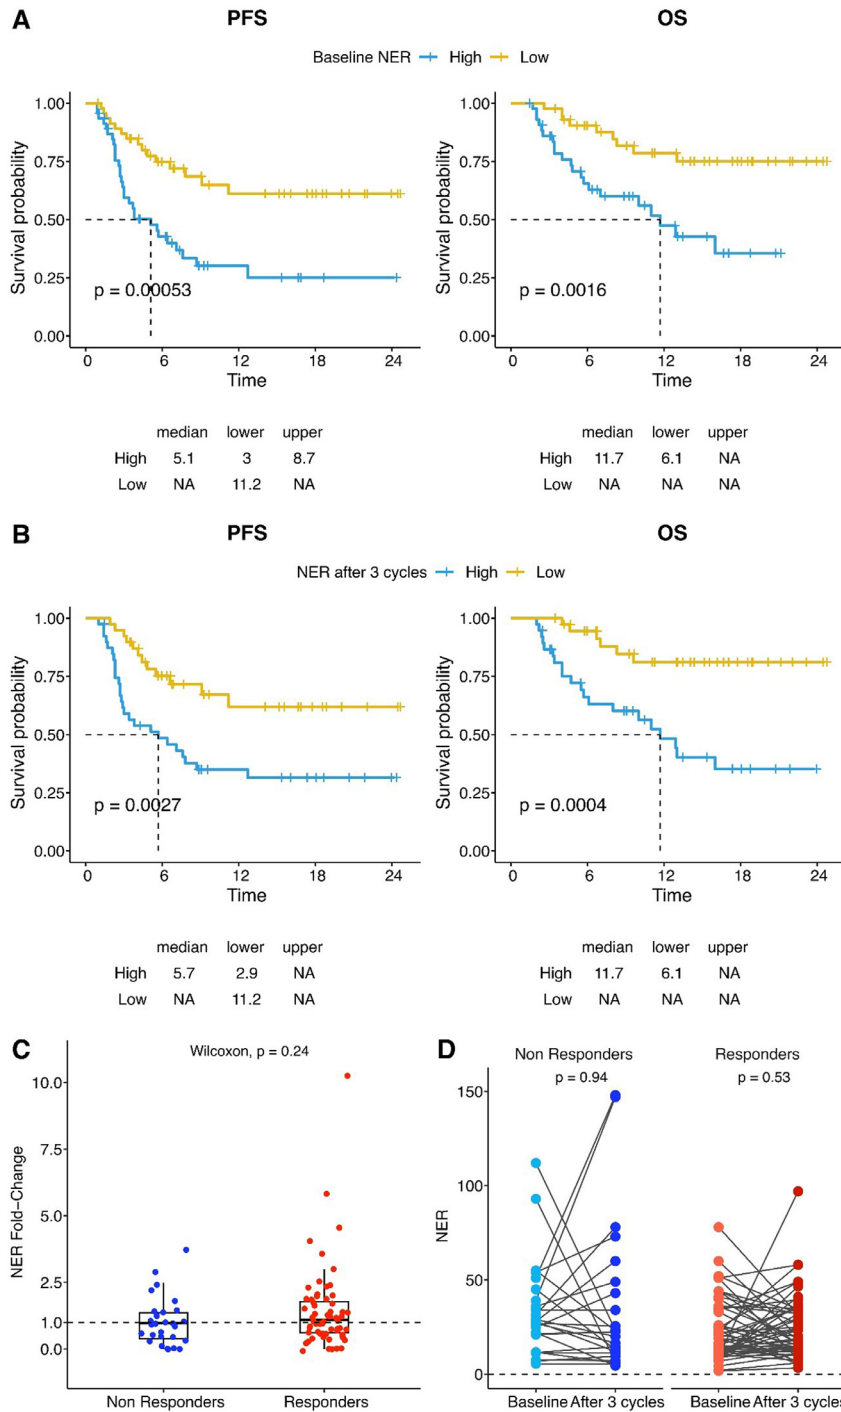 A
PFS
OS
Baseline NER High Low
Survival probability
1.00
0.75
0.50
0.25
0.00
p = 0.00053
0 6 12 18 24
Time
Survival probability
1.00
0.75
0.50
0.25
0.00
p = 0.0016
0 6 12 18 24
Time
median lower upper
High 5.1 3 8.7
Low NA 11.2 NA
median lower upper
High 11.7 6.1 NA
Low NA NA NA
B
PFS
OS
NER after 3 cycles High Low
Survival probability
1.00
0.75
0.50
0.25
0.00
p = 0.0027
0 6 12 18 24
Time
Survival probability
1.00
0.75
0.50
0.25
0.00
p = 0.0004
0 6 12 18 24
Time
median lower upper
High 5.7 2.9 NA
Low NA 11.2 NA
median lower upper
High 11.7 6.1 NA
Low NA NA NA
C
Wilcoxon, p = 0.24
NER Fold-Change
10.0
7.5
5.0
2.5
1.0
0.0
Non Responders Responders
D
Non Responders Responders
p = 0.94 p = 0.53
NER
150
100
50
0
Baseline After 3 cycles Baseline After 3 cycles